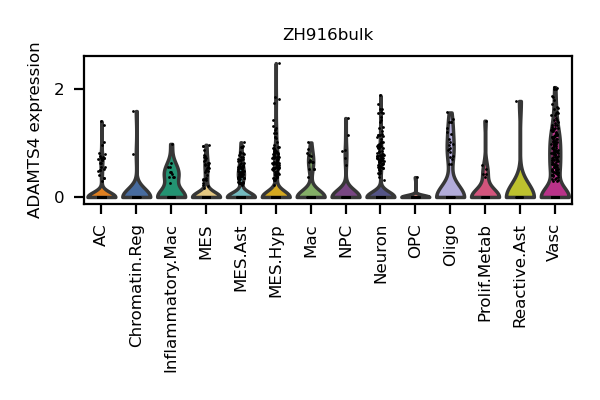 ZH916bulk
ADAMTS4 expression
2
0
AC
Chromatin.Reg
Inflammatory.Mac
MES
MES.Ast
MES.Hyp
Mac
NPC
Neuron
OPC
Oligo
Prolif.Metab
Reactive.Ast
Vasc